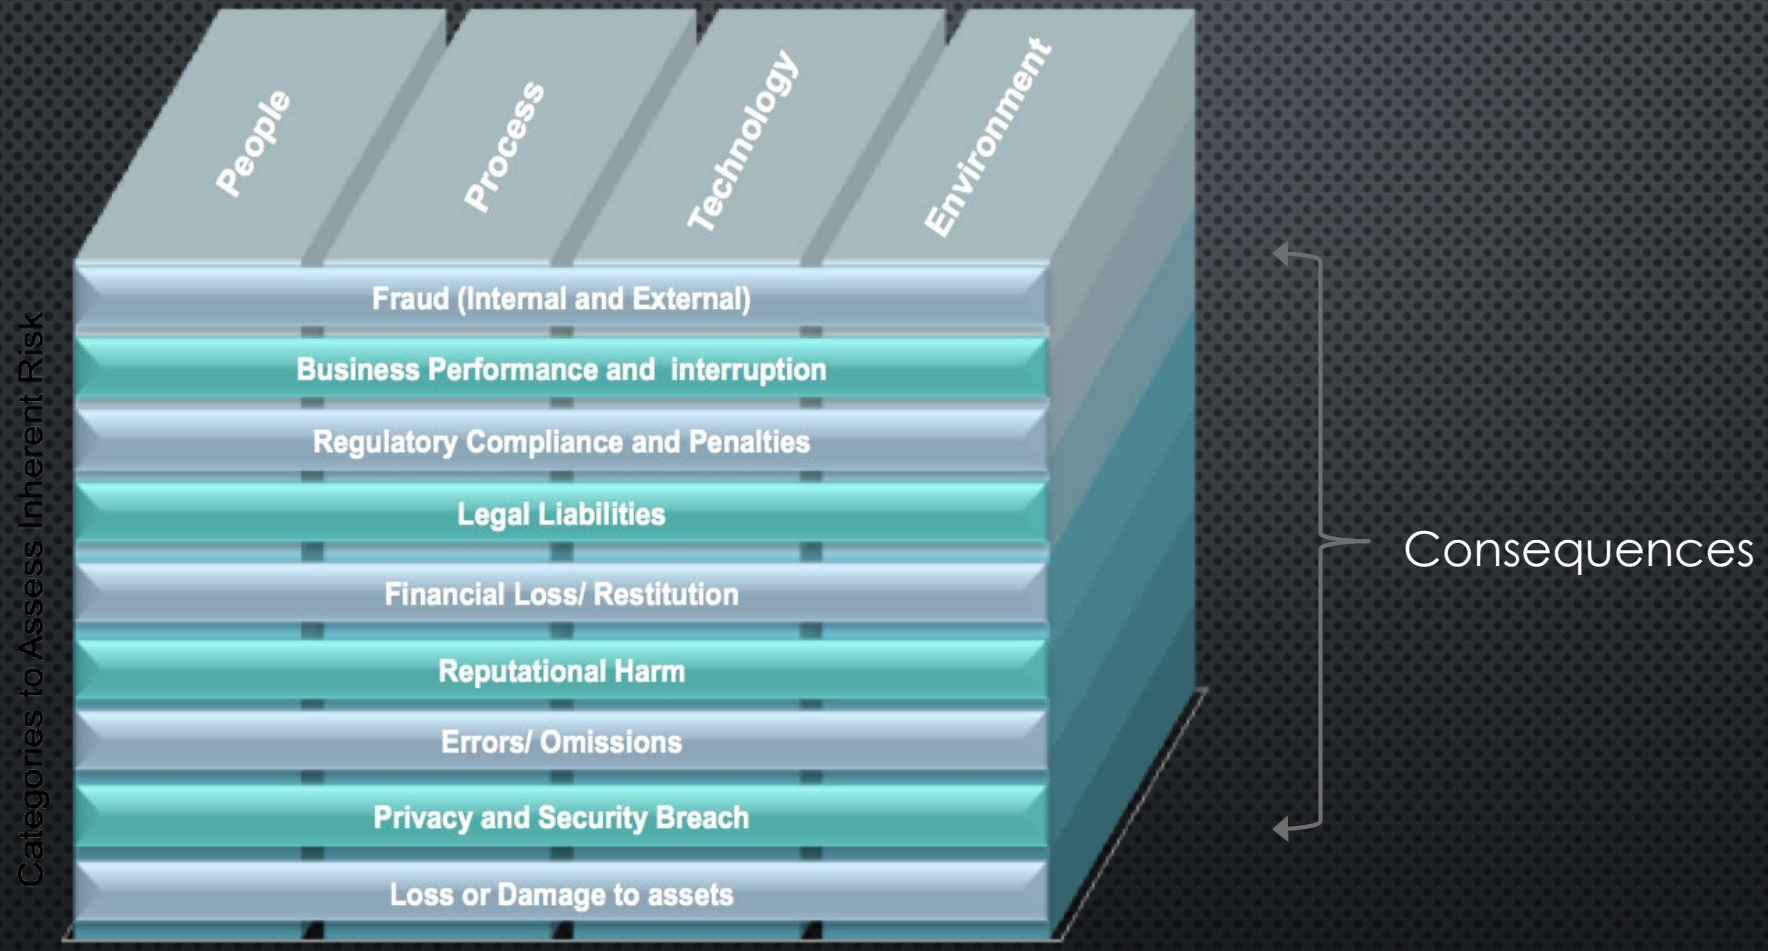 People
Process
Technology
Environment
Categories to Assess Inherent Risk
Fraud (Internal and External)
Business Performance and interruption
Regulatory Compliance and Penalties
Legal Liabilities
Financial Loss/ Restitution
Reputational Harm
Errors/ Omissions
Privacy and Security Breach
Loss or Damage to assets
Consequences